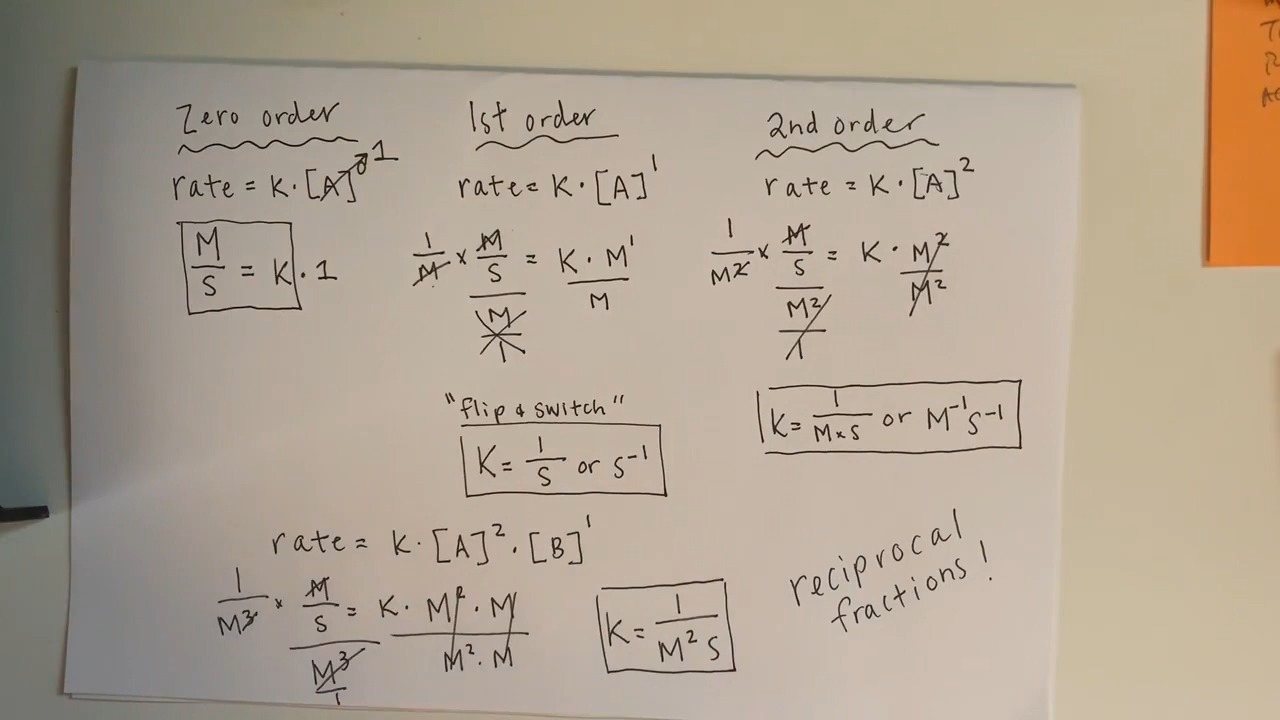 Zero order
rate = K · [A]⁰ 1
M/S = K · 1
1st order
rate = K · [A]¹
1/M × M/S / M/1 = K · M¹ / M
"flip & switch"
K = 1/S or S⁻¹
2nd order
rate = K · [A]²
1/M² × M/S / M²/1 = K · M² / M²
K = 1/M×S or M⁻¹S⁻¹
rate = K · [A]² · [B]¹
1/M³ × M/S / M³/1 = K · M² · M / M² · M
K = 1/M² S
reciprocal
fractions!